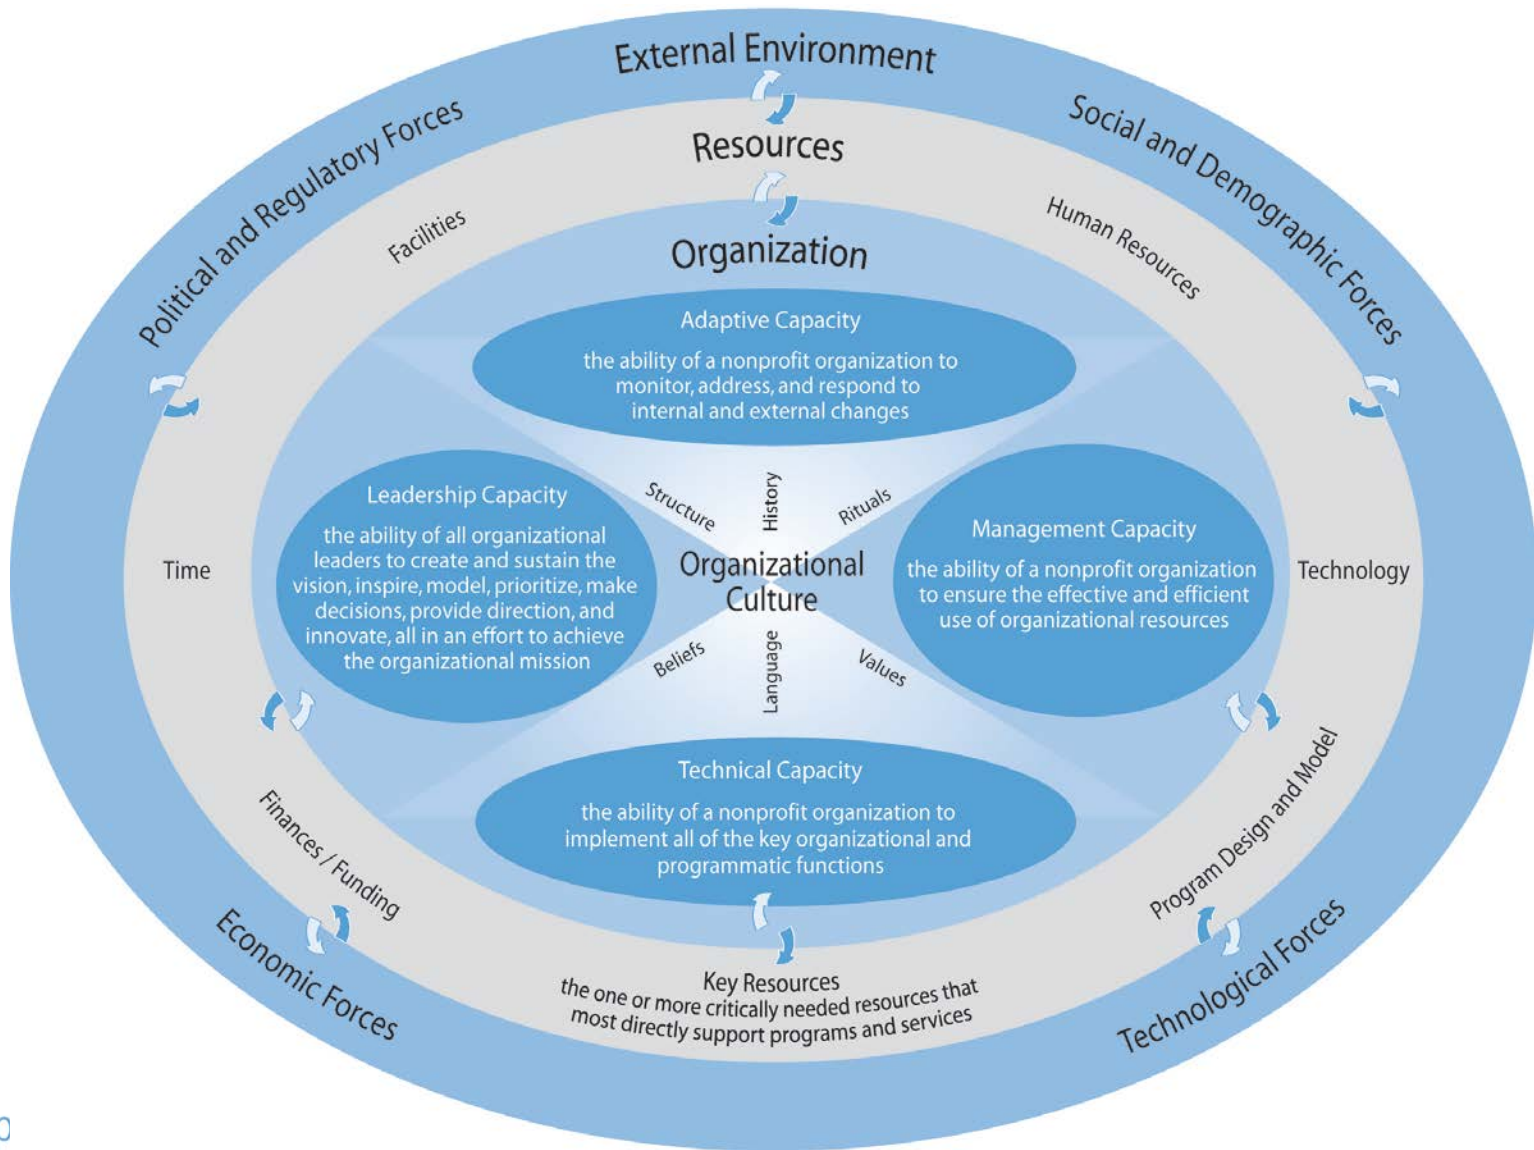 External Environment
Political and Regulatory Forces
Social and Demographic Forces
Resources
Facilities
Human Resources
Organization
Adaptive Capacity
the ability of a nonprofit organization to
monitor, address, and respond to
internal and external changes
Leadership Capacity
the ability of all organizational
leaders to create and sustain the
vision, inspire, model, prioritize, make
decisions, provide direction, and
innovate, all in an effort to achieve
the organizational mission
Structure
History
Rituals
Organizational
Culture
Beliefs
Language
Values
Management Capacity
the ability of a nonprofit organization
to ensure the effective and efficient
use of organizational resources
Time
Technology
Technical Capacity
the ability of a nonprofit organization to
implement all of the key organizational and
programmatic functions
Finances / Funding
Program Design and Model
Key Resources
the one or more critically needed resources that
most directly support programs and services
Economic Forces
Technological Forces